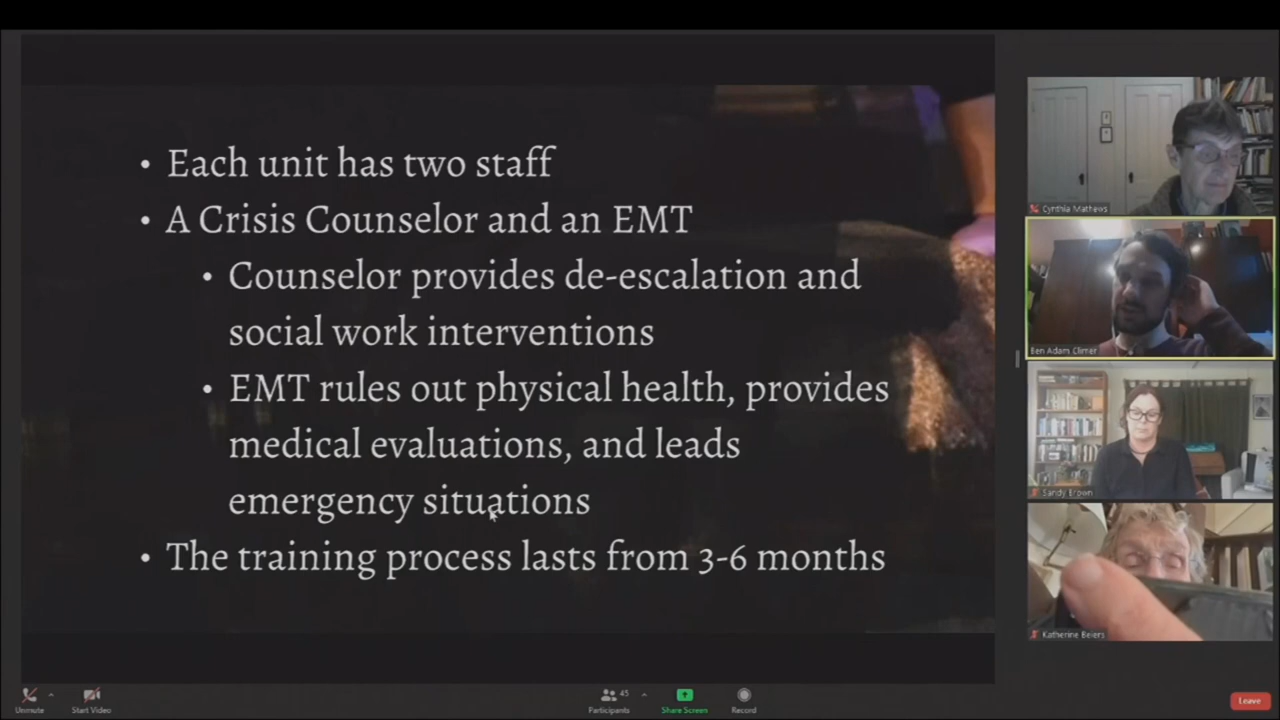 • Each unit has two staff
• A Crisis Counselor and an EMT
• Counselor provides de-escalation and
social work interventions
• EMT rules out physical health, provides
medical evaluations, and leads
emergency situations
• The training process lasts from 3-6 months
Cynthia Mathews
Ben Adam Climer
Sandy Brown
Katherine Beiers
Unmute
Start Video
45
Participants
Share Screen
Record
Leave